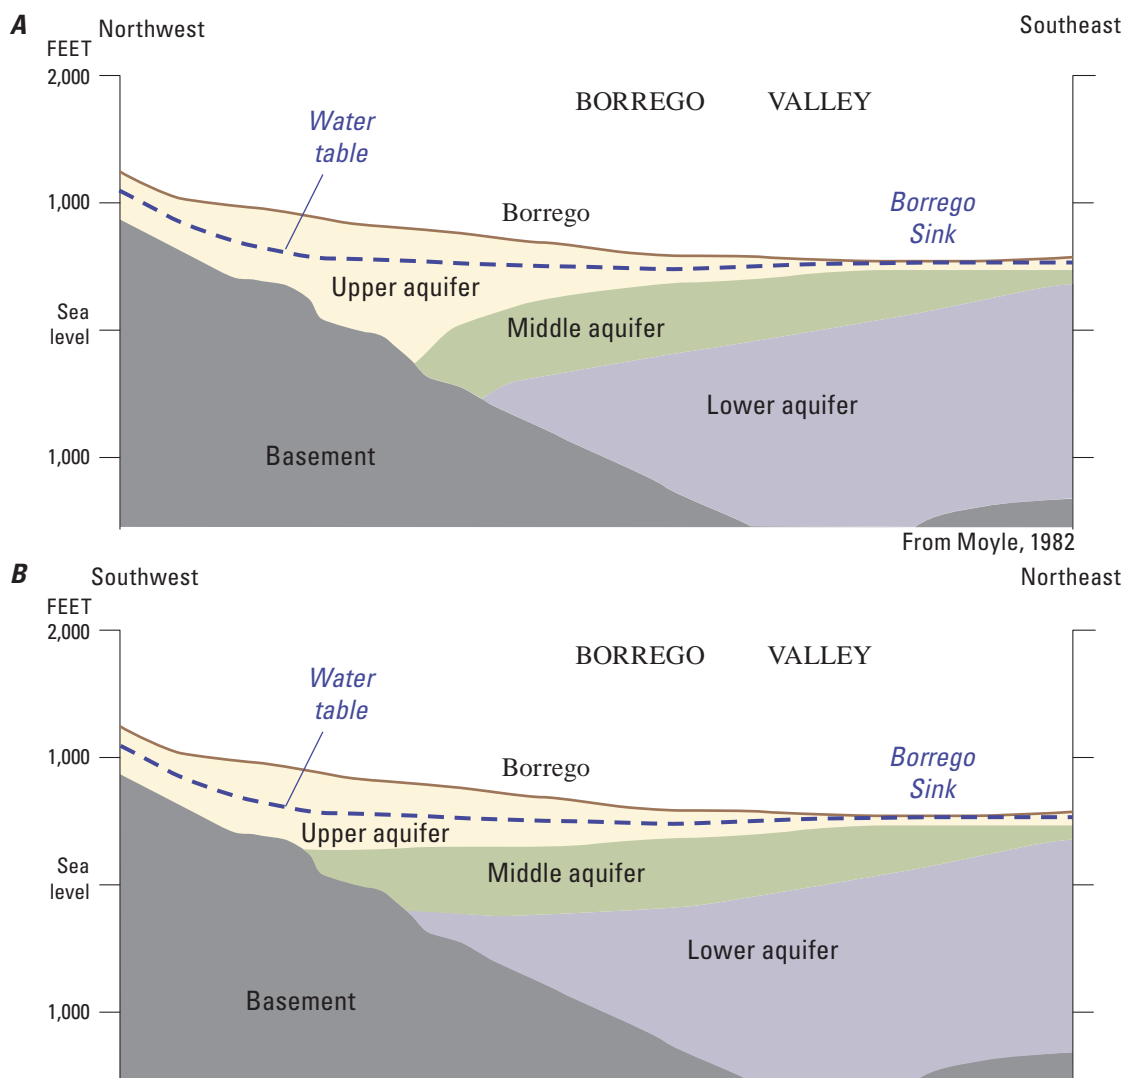 A Northwest
Southeast
FEET
2,000
BORREGO VALLEY
Water
table
1,000
Borrego
Borrego
Sink
Upper aquifer
Sea
level
Middle aquifer
Lower aquifer
1,000
Basement
From Moyle, 1982
B Southwest
Northeast
FEET
2,000
BORREGO VALLEY
Water
table
1,000
Borrego
Borrego
Sink
Upper aquifer
Sea
level
Middle aquifer
Lower aquifer
1,000
Basement